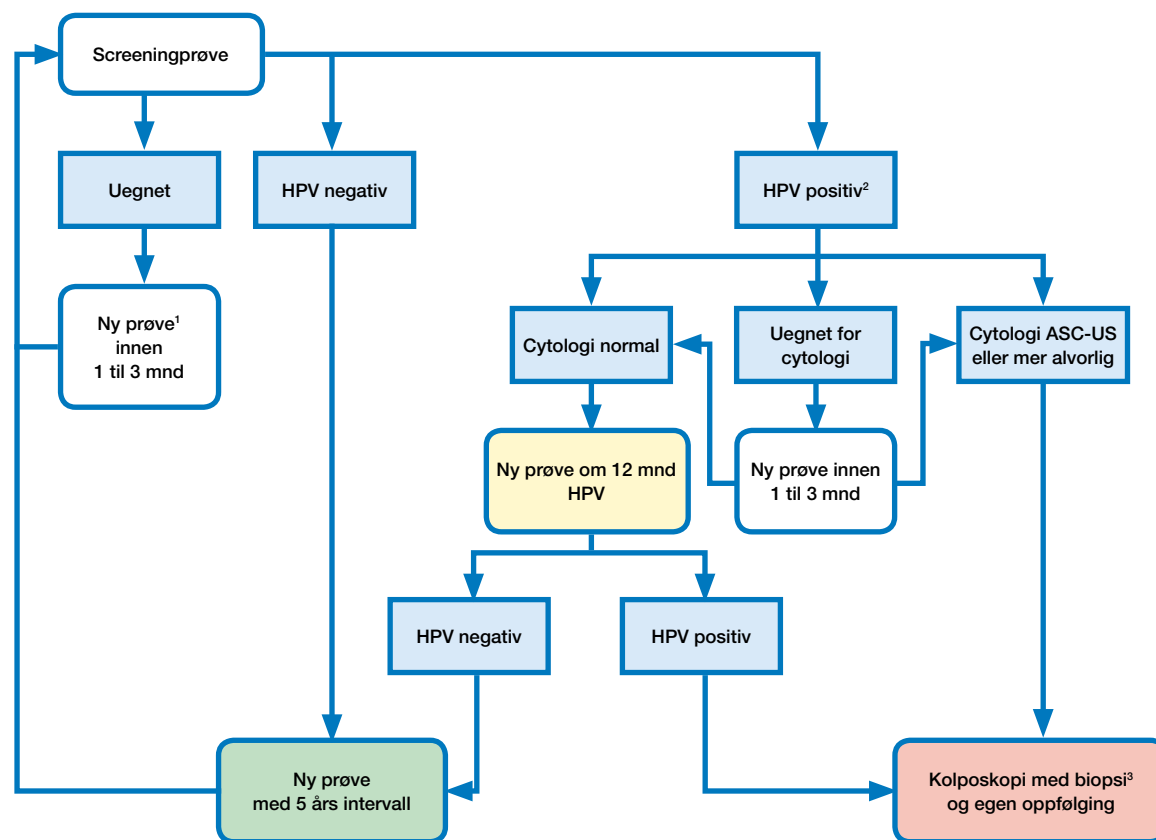 Screeningprøve
Uegnet
HPV negativ
HPV positiv²
Ny prøve¹
innen
1 til 3 mnd
Cytologi normal
Uegnet for
cytologi
Cytologi ASC-US
eller mer alvorlig
Ny prøve om 12 mnd
HPV
Ny prøve innen
1 til 3 mnd
HPV negativ
HPV positiv
Ny prøve
med 5 års intervall
Kolposkopi med biopsi³
og egen oppfølging